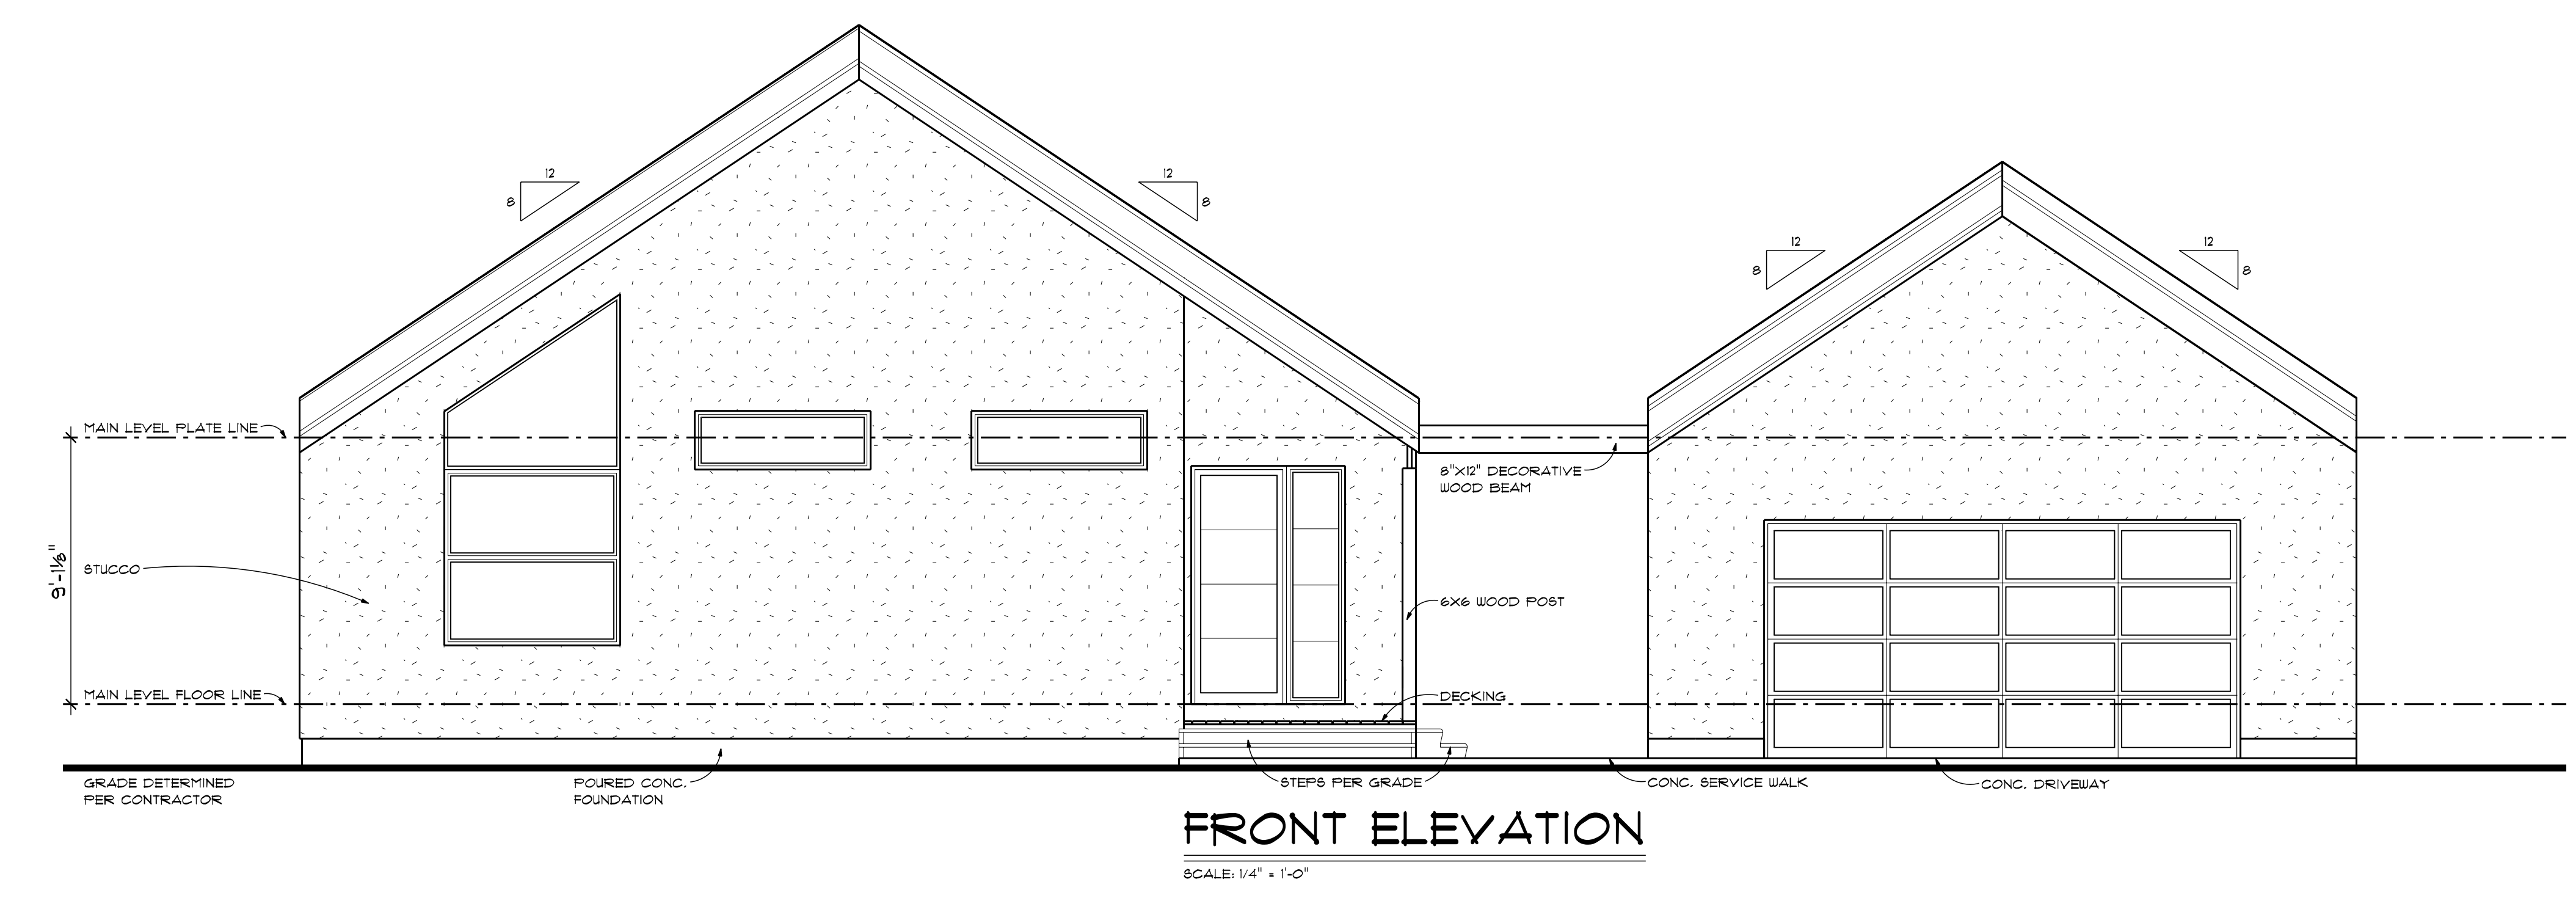 12
8
12
8
12
8
12
8
MAIN LEVEL PLATE LINE
8"X12" DECORATIVE
WOOD BEAM
9'-1⅛"
STUCCO
6X6 WOOD POST
MAIN LEVEL FLOOR LINE
DECKING
GRADE DETERMINED
PER CONTRACTOR
POURED CONC.
FOUNDATION
STEPS PER GRADE
CONC. SERVICE WALK
CONC. DRIVEWAY
FRONT ELEVATION
SCALE: 1/4" = 1'-0"